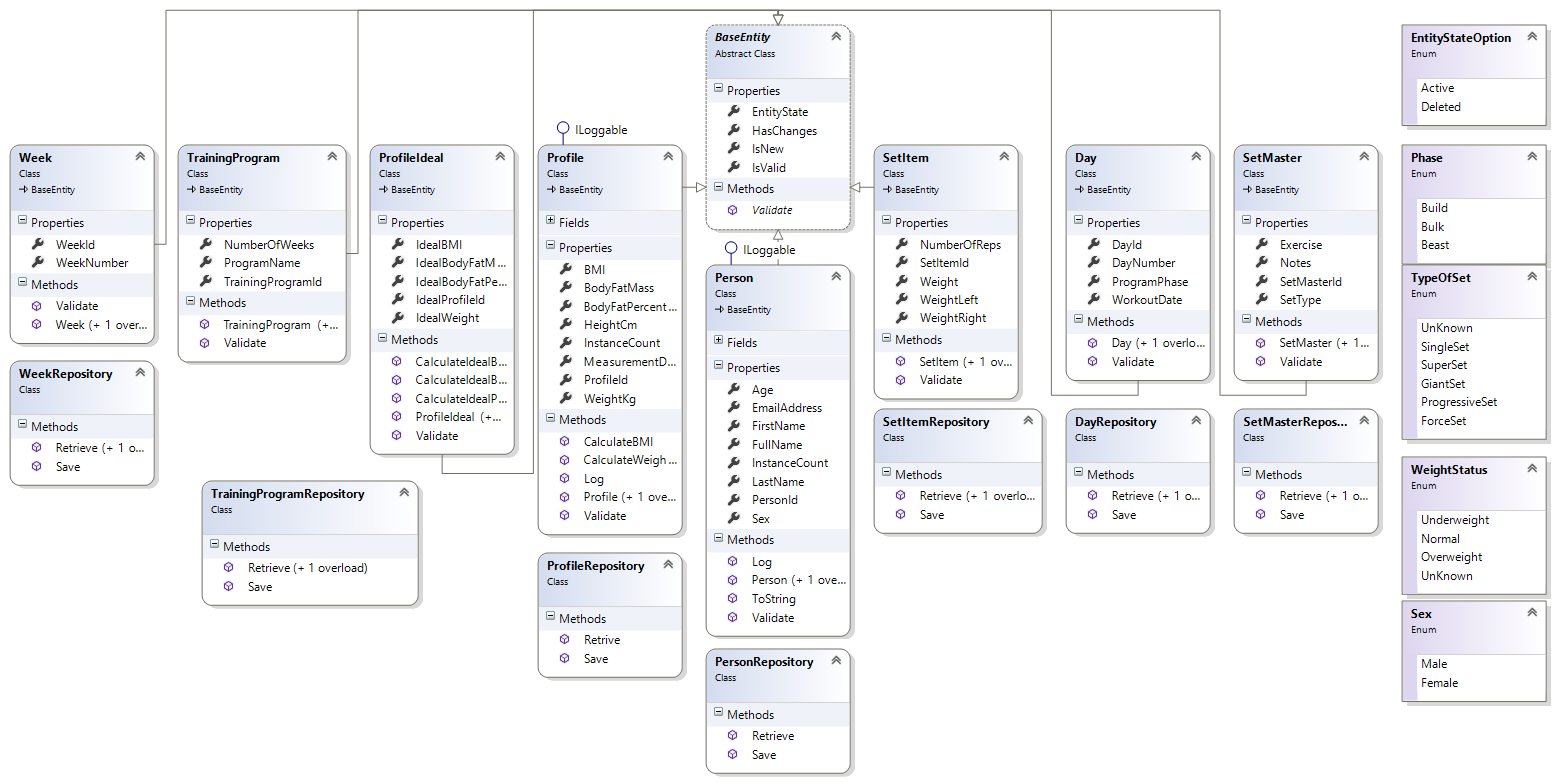 BaseEntity
Abstract Class
Properties
EntityState
HasChanges
IsNew
IsValid
Methods
Validate
ILoggable
Week
Class
BaseEntity
Properties
WeekId
WeekNumber
Methods
Validate
Week (+ 1 over...
WeekRepository
Class
Methods
Retrieve (+ 1 o...
Save
TrainingProgram
Class
BaseEntity
Properties
NumberOfWeeks
ProgramName
TrainingProgramId
Methods
TrainingProgram (+...
Validate
TrainingProgramRepository
Class
Methods
Retrieve (+ 1 overload)
Save
ProfileIdeal
Class
BaseEntity
Properties
IdealBMI
IdealBodyFatM...
IdealBodyFatPe...
IdealProfileId
IdealWeight
Methods
CalculateIdealB...
CalculateIdealB...
CalculateIdealP...
ProfileIdeal (+...
Validate
Profile
Class
BaseEntity
Fields
Properties
BMI
BodyFatMass
BodyFatPercent...
HeightCm
InstanceCount
MeasurementD...
ProfileId
WeightKg
Methods
CalculateBMI
CalculateWeigh...
Log
Profile (+ 1 over...
Validate
ProfileRepository
Class
Methods
Retrive
Save
ILoggable
Person
Class
BaseEntity
Fields
Properties
Age
EmailAddress
FirstName
FullName
InstanceCount
LastName
PersonId
Sex
Methods
Log
Person (+ 1 ove...
ToString
Validate
PersonRepository
Class
Methods
Retrieve
Save
SetItem
Class
BaseEntity
Properties
NumberOfReps
SetItemId
Weight
WeightLeft
WeightRight
Methods
SetItem (+ 1 overl...
Validate
SetItemRepository
Class
Methods
Retrieve (+ 1 overlo...
Save
Day
Class
BaseEntity
Properties
DayId
DayNumber
ProgramPhase
WorkoutDate
Methods
Day (+ 1 overlo...
Validate
DayRepository
Class
Methods
Retrieve (+ 1 o...
Save
SetMaster
Class
BaseEntity
Properties
Exercise
Notes
SetMasterId
SetType
Methods
SetMaster (+ 1...
Validate
SetMasterRepos...
Class
Methods
Retrieve (+ 1 o...
Save
EntityStateOption
Enum
Active
Deleted
Phase
Enum
Build
Bulk
Beast
TypeOfSet
Enum
UnKnown
SingleSet
SuperSet
GiantSet
ProgressiveSet
ForceSet
WeightStatus
Enum
Underweight
Normal
Overweight
UnKnown
Sex
Enum
Male
Female